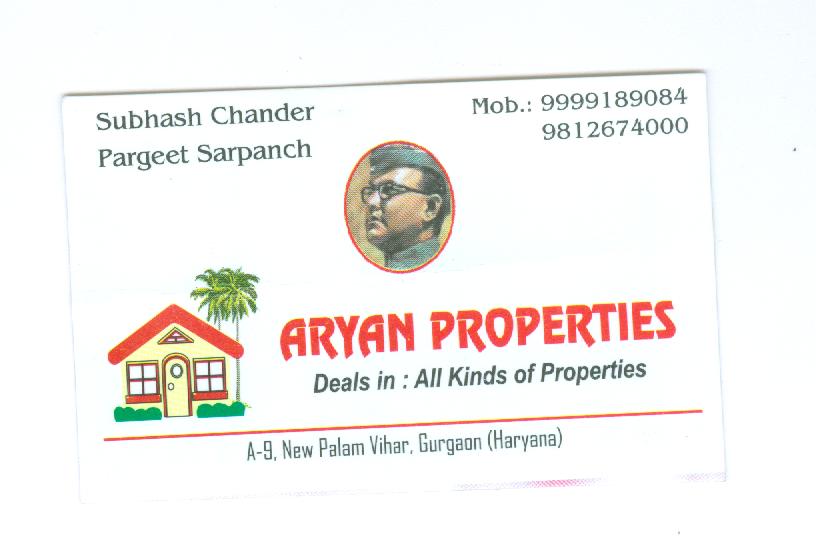 Subhash Chander
Pargeet Sarpanch
Mob.: 9999189084
9812674000
ARYAN PROPERTIES
Deals in : All Kinds of Properties
A-9, New Palam Vihar, Gurgaon (Haryana)